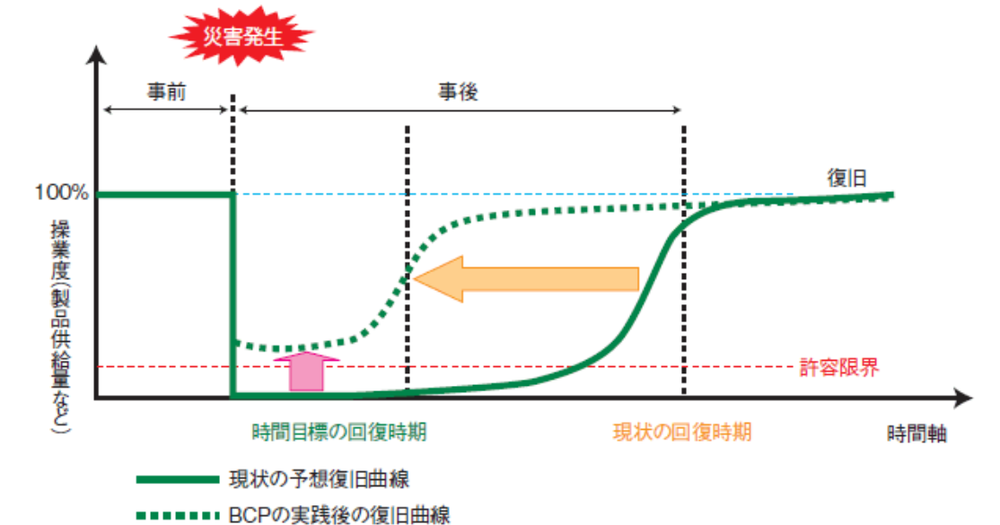 災害発生
事前
事後
100%
復旧
操業度(製品供給量など)
許容限界
時間目標の回復時期
現状の回復時期
時間軸
現状の予想復旧曲線
BCPの実践後の復旧曲線